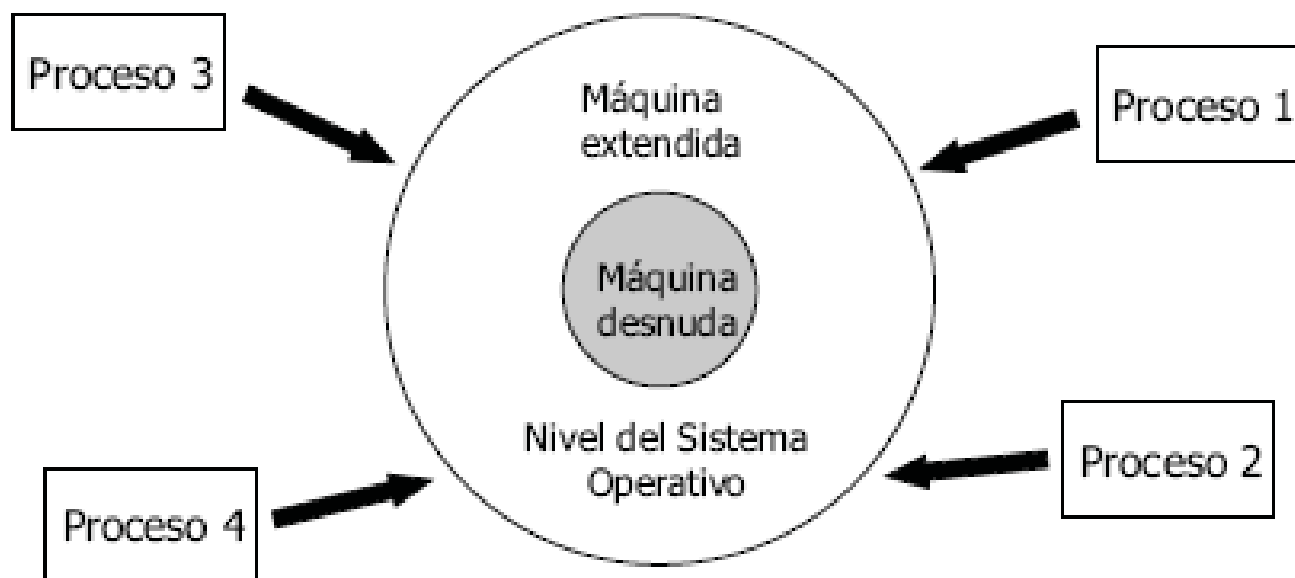 Proceso 3
Máquina
extendida
Proceso 1
Máquina
desnuda
Nivel del Sistema
Operativo
Proceso 2
Proceso 4